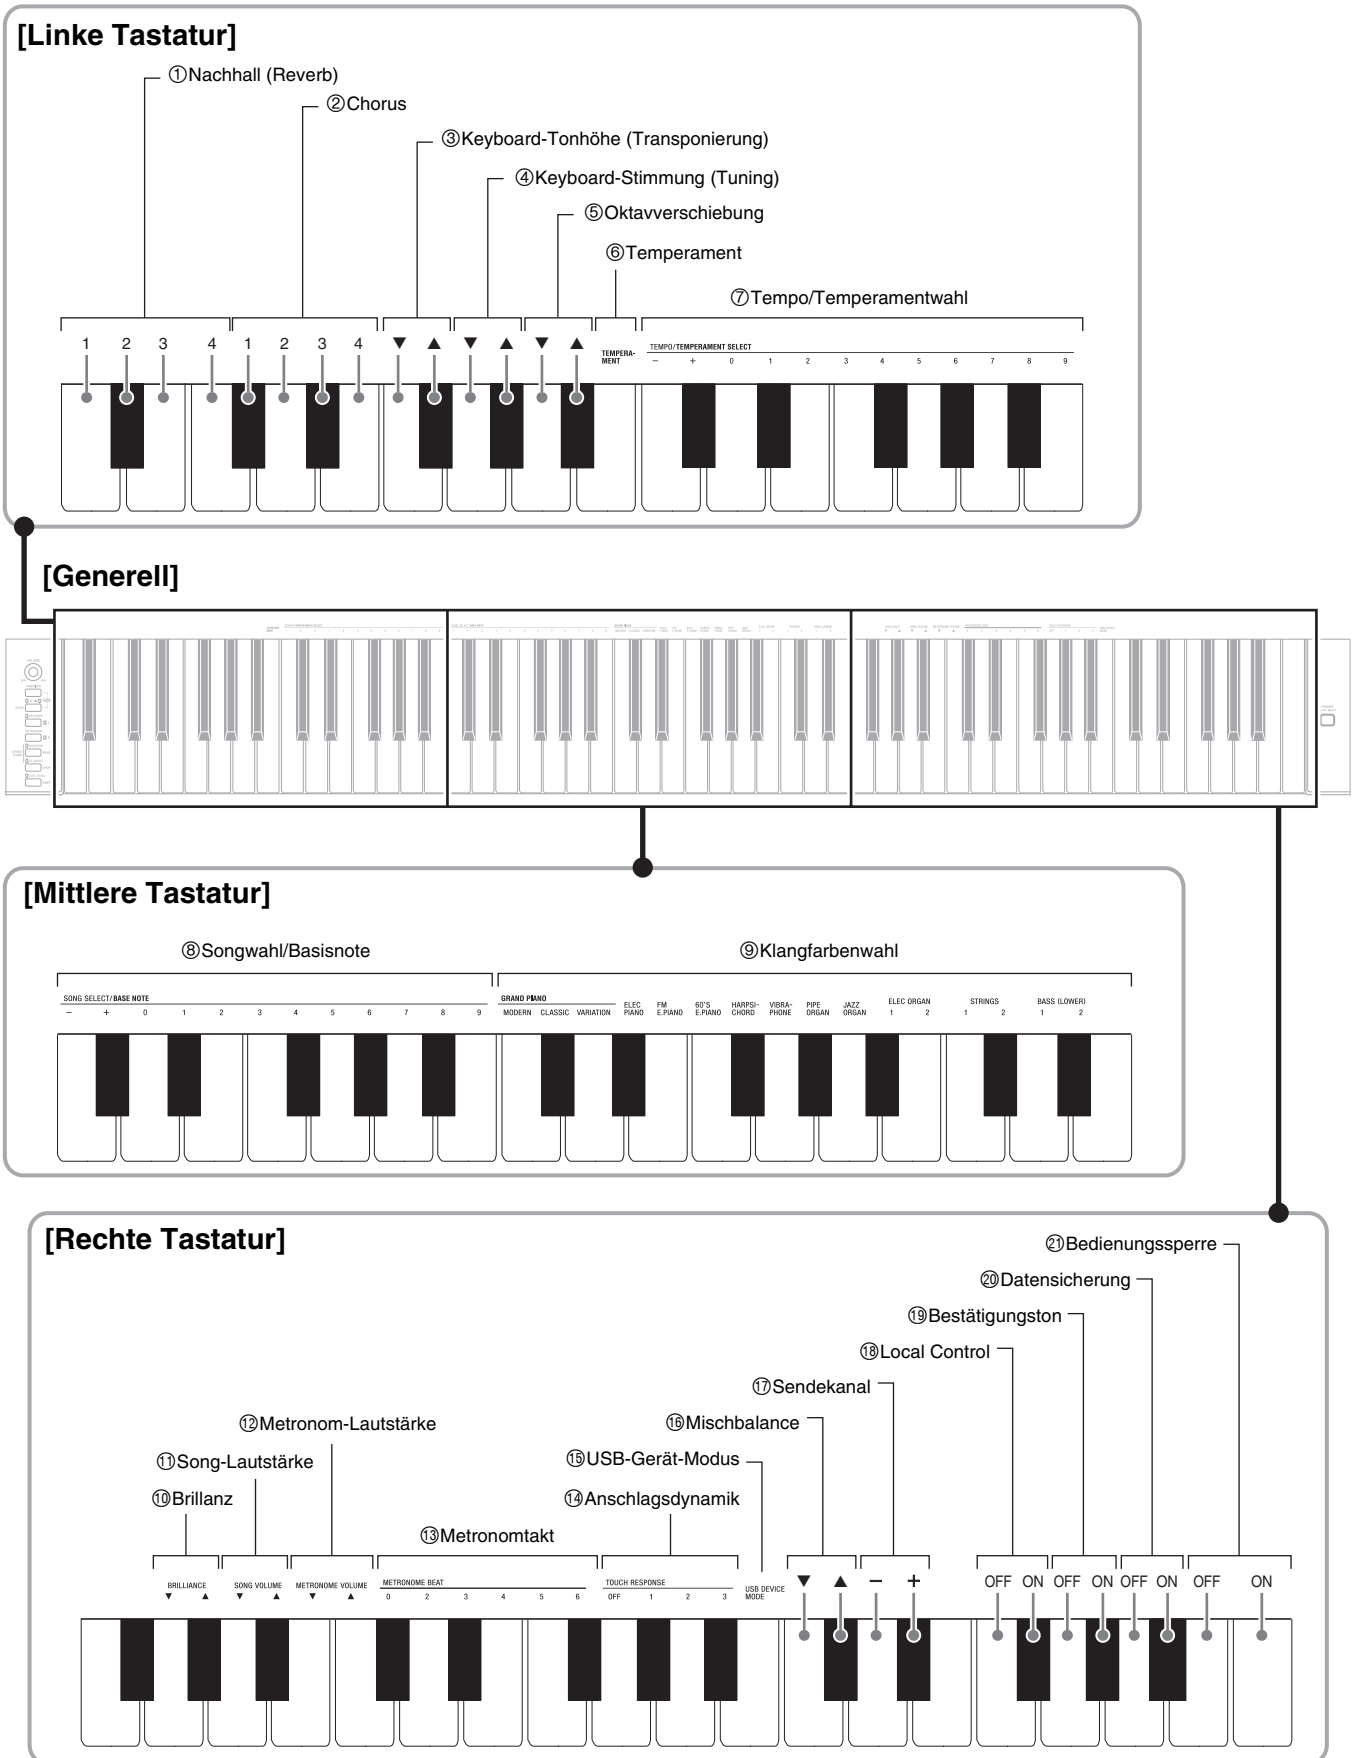 [Linke Tastatur]
①Nachhall (Reverb)
②Chorus
③Keyboard-Tonhöhe (Transponierung)
④Keyboard-Stimmung (Tuning)
⑤Oktavverschiebung
⑥Temperament
⑦Tempo/Temperamentwahl
1 2 3 4 1 2 3 4 ▼ ▲ ▼ ▲ ▼ ▲
TEMPERA-
MENT
TEMPO/TEMPERAMENT SELECT
− + 0 1 2 3 4 5 6 7 8 9
[Generell]
[Mittlere Tastatur]
⑧Songwahl/Basisnote
⑨Klangfarbenwahl
SONG SELECT/BASE NOTE
− + 0 1 2 3 4 5 6 7 8 9
GRAND PIANO
MODERN CLASSIC VARIATION
ELEC
PIANO
FM
E.PIANO
60'S
E.PIANO
HARPSI-
CHORD
VIBRA-
PHONE
PIPE
ORGAN
JAZZ
ORGAN
ELEC ORGAN
1 2
STRINGS
1 2
BASS (LOWER)
1 2
[Rechte Tastatur]
㉑Bedienungssperre
⑳Datensicherung
⑲Bestätigungston
⑱Local Control
⑰Sendekanal
⑯Mischbalance
⑫Metronom-Lautstärke
⑪Song-Lautstärke
⑮USB-Gerät-Modus
⑩Brillanz
⑭Anschlagsdynamik
⑬Metronomtakt
BRILLIANCE
▼ ▲
SONG VOLUME
▼ ▲
METRONOME VOLUME
▼ ▲
METRONOME BEAT
0 2 3 4 5 6
TOUCH RESPONSE
OFF 1 2 3
USB DEVICE
MODE
▼ ▲ − +
OFF ON OFF ON OFF ON OFF ON